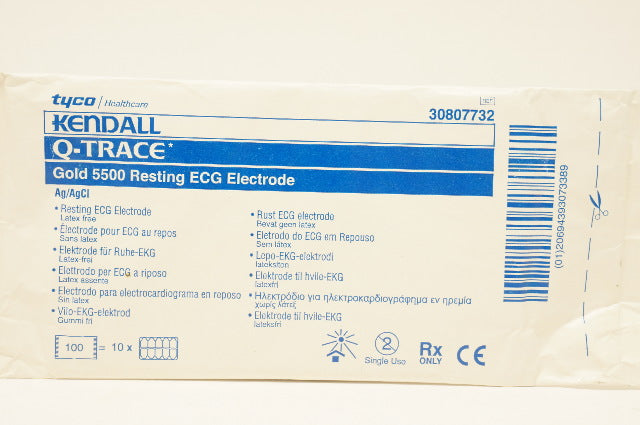 tyco / Healthcare
REF
30807732
KENDALL
Q-TRACE*
Gold 5500 Resting ECG Electrode
Ag/AgCl
• Resting ECG Electrode
Latex free
• Électrode pour ECG au repos
Sans latex
• Elektrode für Ruhe-EKG
Latex-frei
• Elettrodo per ECG a riposo
Latex assente
• Electrodo para electrocardiograma en reposo
Sin latex
• Vilo-EKG-elektrod
Gummi fri
• Rust ECG electrode
Bevat geen latex
• Eletrodo do ECG em Repouso
Sem látex
• Lepo-EKG-elektrodi
lateksiton
• Elektrode til hvile-EKG
latexfri
• Ηλεκτρόδιο για ηλεκτροκαρδιογράφημα εν ηρεμία
χωρίς λάτεξ
• Elektrode til hvile-EKG
lateksfri
100 = 10 x
2
Single Use
Rx
ONLY
CE
(01)20694393073389